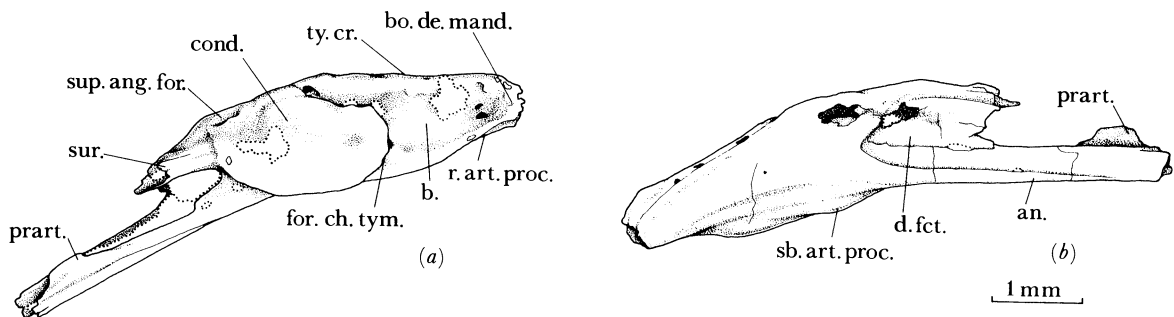 bo. de. mand.
ty. cr.
cond.
sup. ang. for.
sur.
prart.
for. ch. tym.
b.
r. art. proc.
(a)
prart.
an.
d. fct.
sb. art. proc.
(b)
1 mm